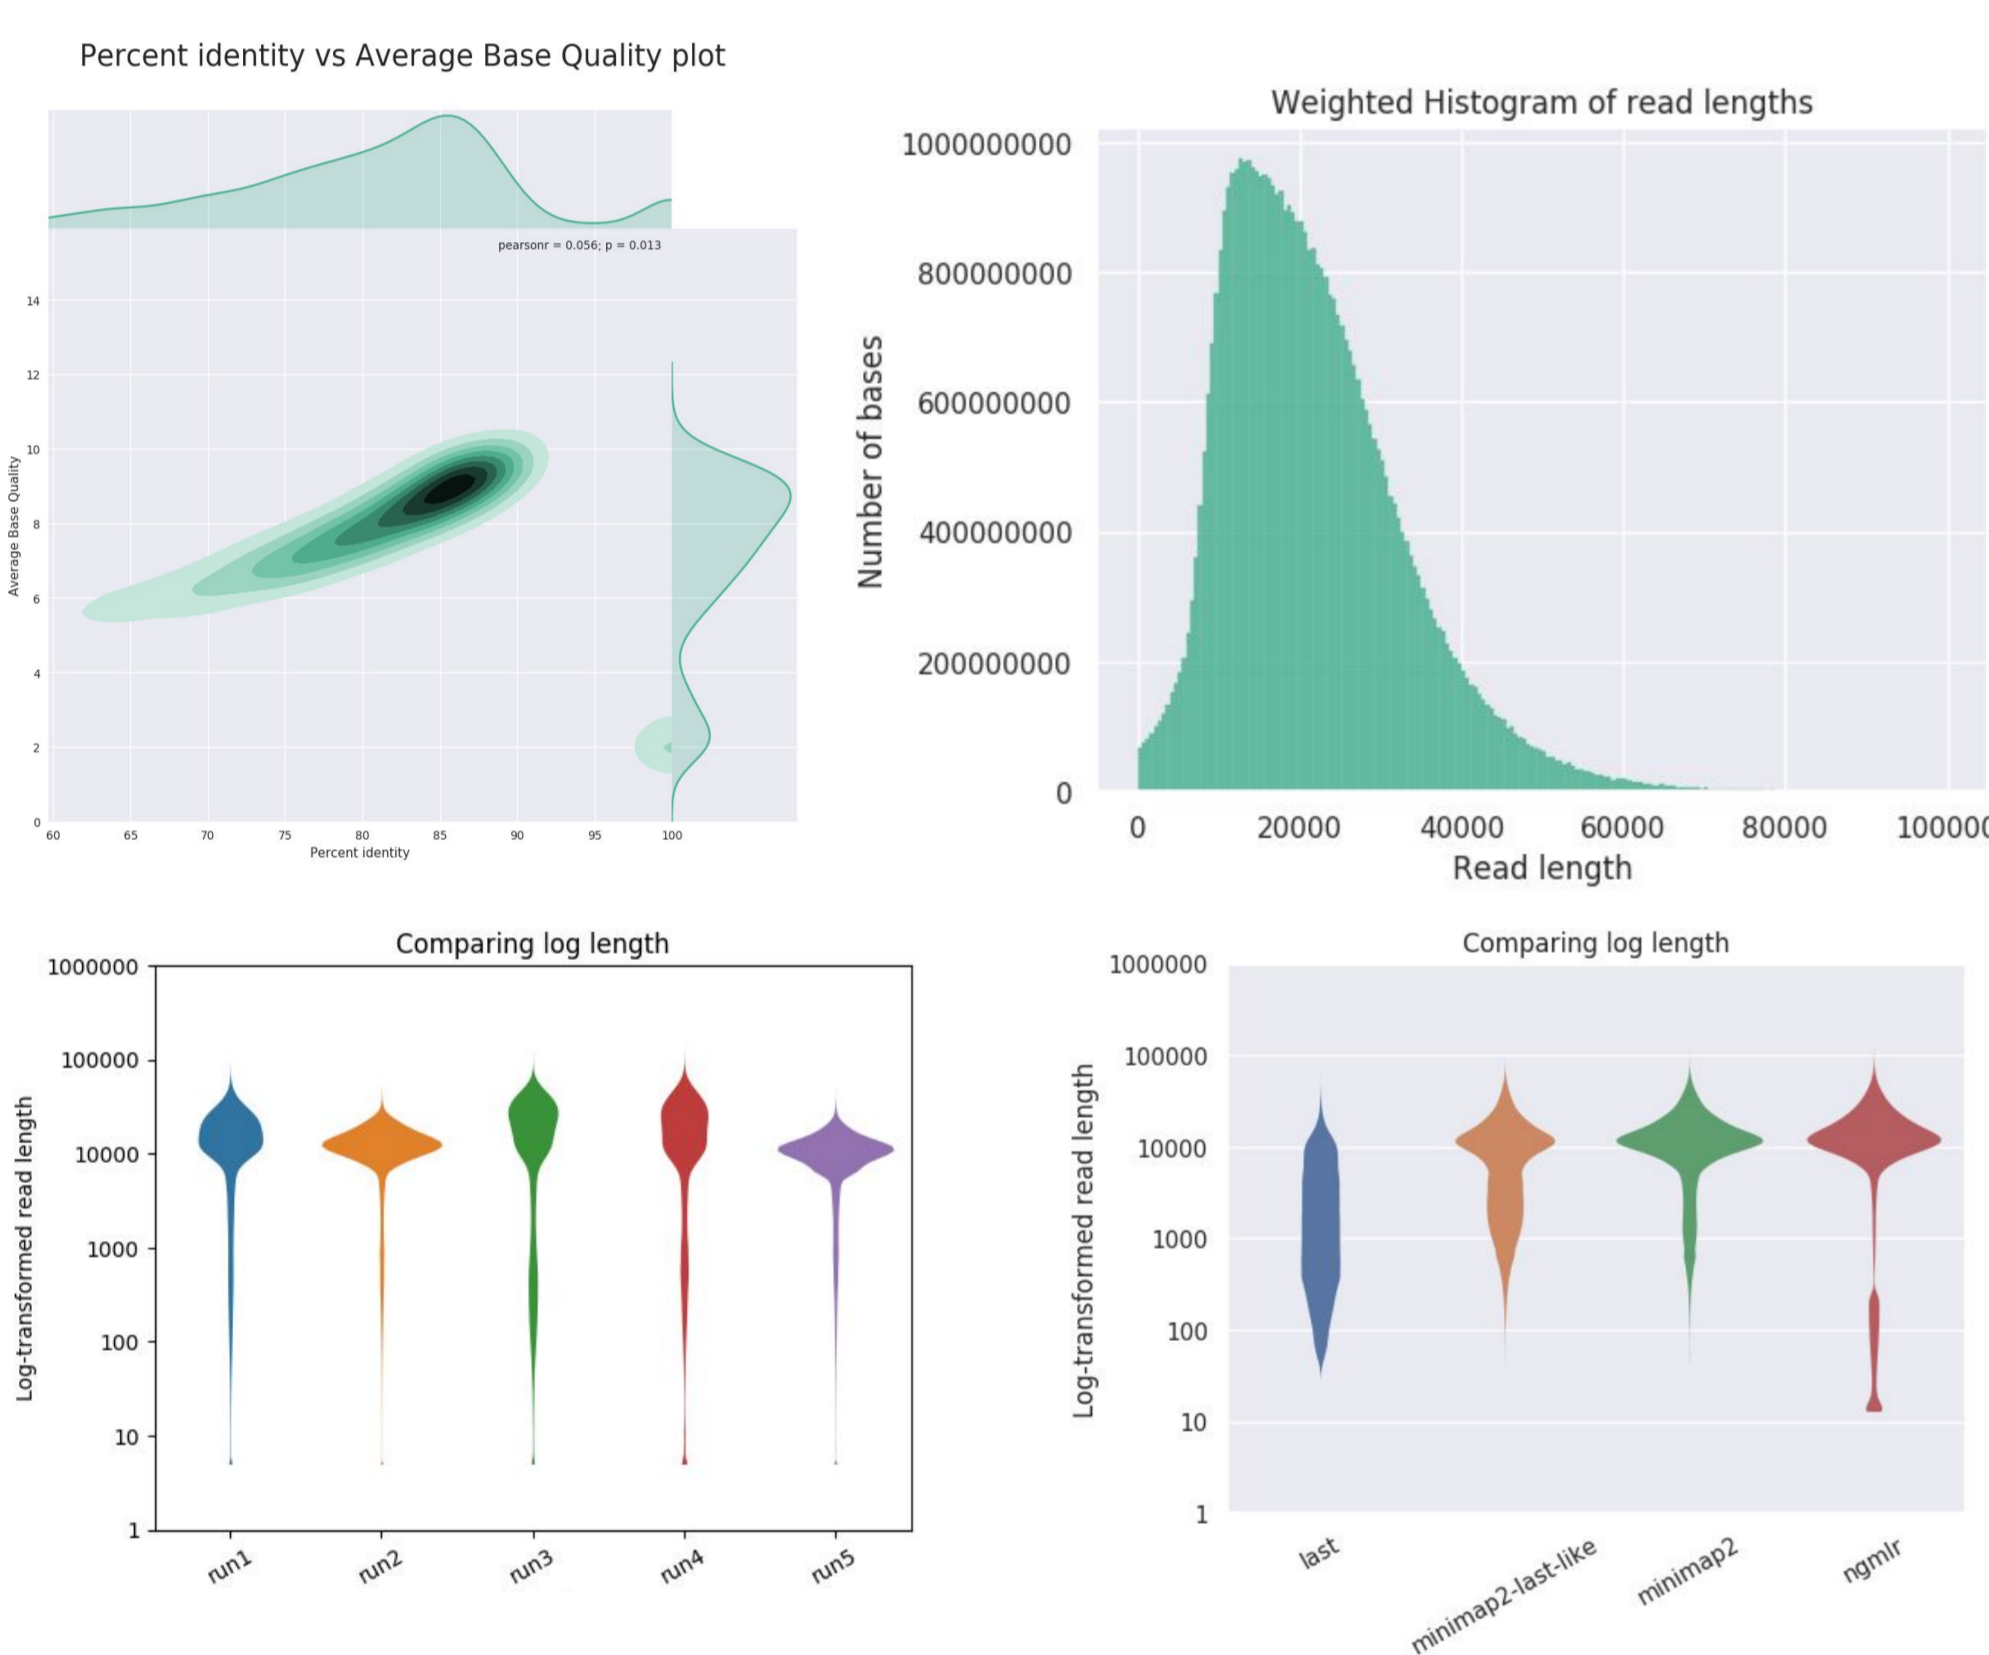 Percent identity vs Average Base Quality plot
pearsonr = 0.056; p = 0.013
14
12
10
8
6
4
2
0
Average Base Quality
60 65 70 75 80 85 90 95 100
Percent identity
Weighted Histogram of read lengths
1000000000
800000000
600000000
400000000
200000000
0
Number of bases
0 20000 40000 60000 80000 100000
Read length
Comparing log length
1000000
100000
10000
1000
100
10
1
Log-transformed read length
run1 run2 run3 run4 run5
Comparing log length
1000000
100000
10000
1000
100
10
1
Log-transformed read length
last minimap2-last-like minimap2 ngmlr